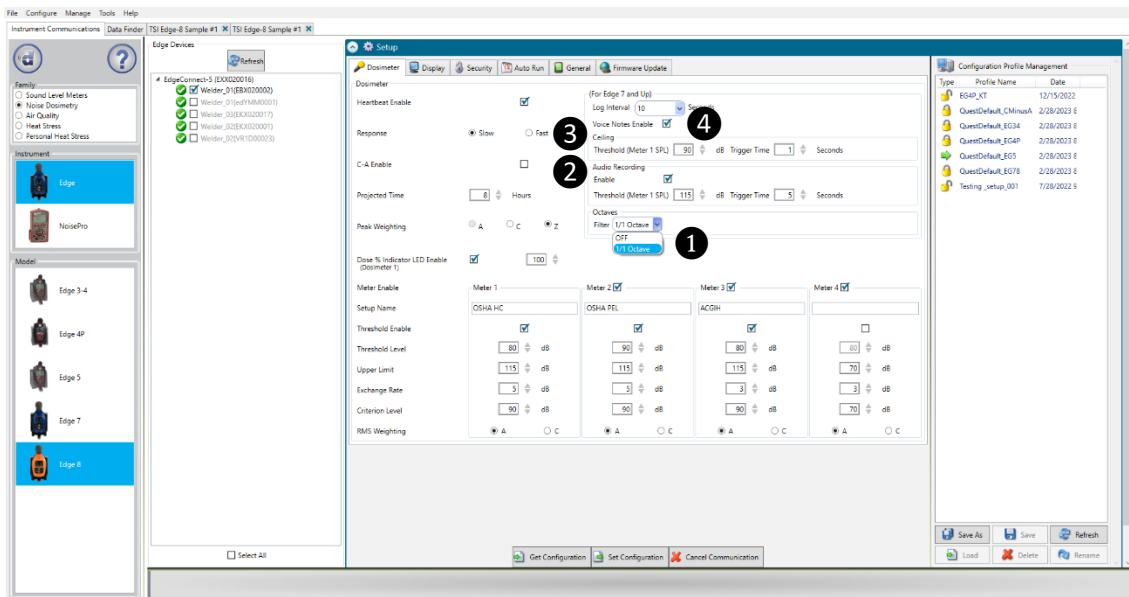 File Configure Manage Tools Help
Instrument Communications Data Finder TSI Edge-8 Sample #1 TSI Edge-8 Sample #1
Family
Sound Level Meters
Noise Dosimetry
Air Quality
Heat Stress
Personal Heat Stress
Instrument
Edge
NoisePro
Model
Edge 3-4
Edge 4P
Edge 5
Edge 7
Edge 8
Edge Devices
Refresh
EdgeConnect-5 (EXX020016)
Welder_01(EBX020002)
Welder_01(edYMM0001)
Welder_03(EKX020017)
Welder_02(ECX020001)
Welder_02(VR1D00023)
Select All
Setup
Dosimeter Display Security Auto Run General Firmware Update
Dosimeter
Heartbeat Enable
Response Slow Fast
C-A Enable
Projected Time 8 Hours
Peak Weighting A C Z
Dose % Indicator LED Enable 100
(Dosimeter 1)
(For Edge 7 and Up)
Log Interval 10 Seconds
Voice Notes Enable 4
3 Ceiling
Threshold (Meter 1 SPL) 90 dB Trigger Time 1 Seconds
2 Audio Recording
Enable
Threshold (Meter 1 SPL) 115 dB Trigger Time 5 Seconds
Octaves
Filter 1/1 Octave
OFF
1/1 Octave 1
Meter Enable Meter 1 Meter 2 Meter 3 Meter 4
Setup Name OSHA HC OSHA PEL ACGIH
Threshold Enable
Threshold Level 80 dB 90 dB 80 dB 80 dB
Upper Limit 115 dB 115 dB 115 dB 70 dB
Exchange Rate 5 dB 5 dB 3 dB 3 dB
Criterion Level 90 dB 90 dB 90 dB 70 dB
RMS Weighting A C A C A C A C
Get Configuration Set Configuration Cancel Communication
Configuration Profile Management
Type Profile Name Date
EG4P_KT 12/15/2022
QuestDefault_CMinusA 2/28/2023 8
QuestDefault_EG34 2/28/2023 8
QuestDefault_EG4P 2/28/2023 8
QuestDefault_EG5 2/28/2023 8
QuestDefault_EG78 2/28/2023 8
Testing _setup_001 7/28/2022 9
Save As Save Refresh
Load Delete Rename